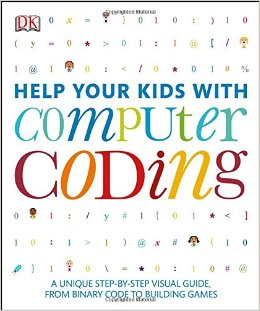 DK
HELP YOUR KIDS WITH
computer
CODing
A UNIQUE STEP-BY-STEP VISUAL GUIDE,
FROM BINARY CODE TO BUILDING GAMES